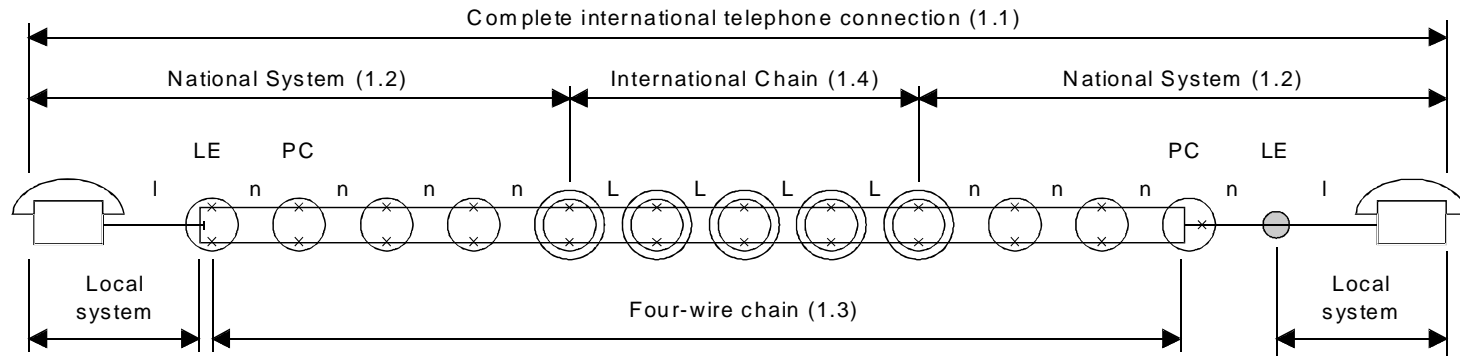 Complete international telephone connection (1.1)
National System (1.2) International Chain (1.4) National System (1.2)
LE PC PC LE
l n n n n L L L L n n n n l
Local
system
Four-wire chain (1.3)
Local
system